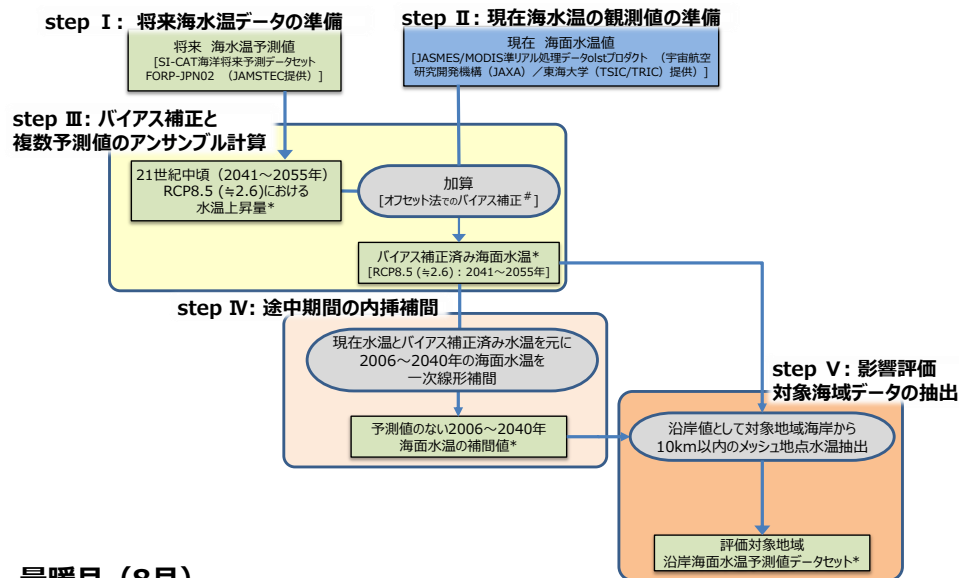 step Ⅰ: 将来海水温データの準備
将来 海水温予測値
[SI-CAT海洋将来予測データセット
FORP-JPN02 （JAMSTEC提供）]
step Ⅱ: 現在海水温の観測値の準備
現在 海面水温値
[JASMES/MODIS準リアル処理データolstプロダクト （宇宙航空
研究開発機構（JAXA）／東海大学（TSIC/TRIC）提供）]
step Ⅲ: バイアス補正と
複数予測値のアンサンブル計算
21世紀中頃（2041～2055年）
RCP8.5 (≒2.6)における
水温上昇量*
加算
[オフセット法でのバイアス補正#]
バイアス補正済み海面水温*
[RCP8.5 (≒2.6)：2041～2055年]
step Ⅳ: 途中期間の内挿補間
現在水温とバイアス補正済み水温を元に
2006～2040年の海面水温を
一次線形補間
予測値のない2006～2040年
海面水温の補間値*
step Ⅴ: 影響評価
対象海域データの抽出
沿岸値として対象地域海岸から
10km以内のメッシュ地点水温抽出
評価対象地域
沿岸海面水温予測値データセット*
最暖月（8月）